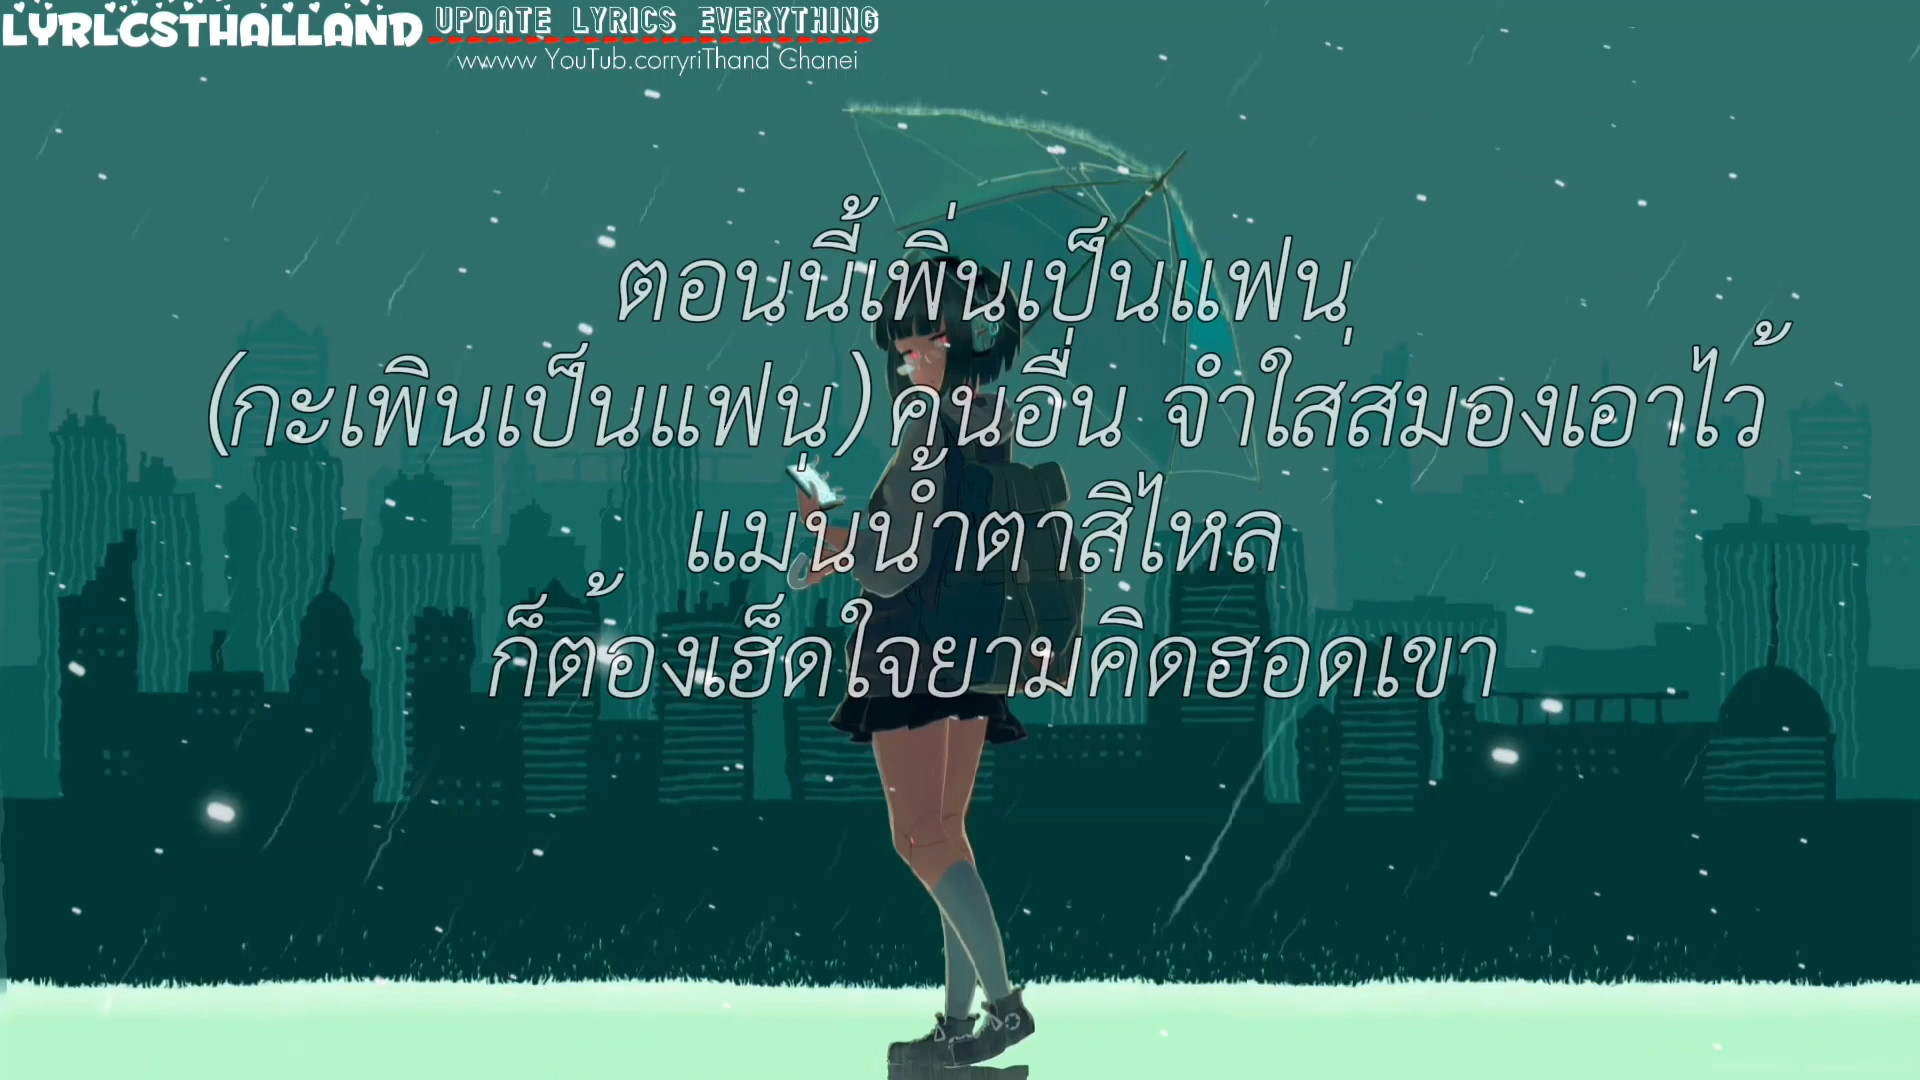 LYRLCSTHALLAND
UPDATE LYRICS EVERYTHING
wwww YouTub.corryriThand Chanei
ตอนนี้เพิ่นเป็นแฟนุ
(กะเพินเป็นแฟนุ) คุนอื่น จำใส่สมองเอาไว้
แม่นน้ำตาสิไหล
ก็ต้องเฮ็ดใจยามคิดฮอดเขา